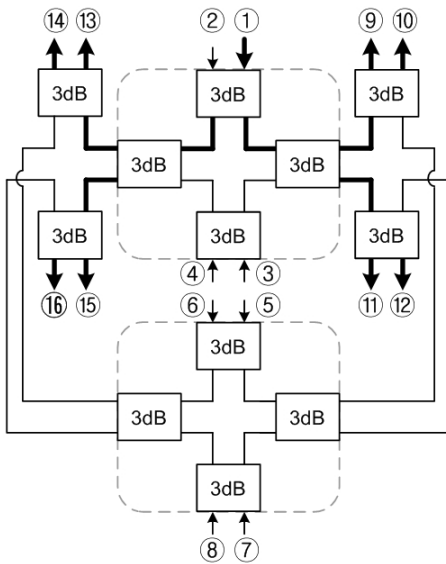 ⑭ ⑬ ② ① ⑨ ⑩
3dB 3dB 3dB
3dB 3dB
3dB 3dB 3dB
④ ③
⑯ ⑮ ⑥ ⑤ ⑪ ⑫
3dB
3dB 3dB
3dB
⑧ ⑦